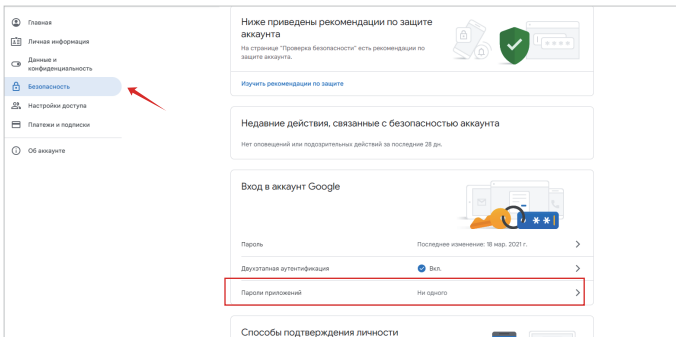 Главная
Личная информация
Данные и
конфиденциальность
Безопасность
Настройки доступа
Платежи и подписки
Об аккаунте
Ниже приведены рекомендации по защите
аккаунта
На странице "Проверка безопасности" есть рекомендации по
защите аккаунта.
Изучить рекомендации по защите
Недавние действия, связанные с безопасностью аккаунта
Нет оповещений или подозрительных действий за последние 28 дн.
Вход в аккаунт Google
Пароль Последнее изменение: 18 мар. 2021 г.
Двухэтапная аутентификация Вкл.
Пароли приложений Ни одного
Способы подтверждения личности